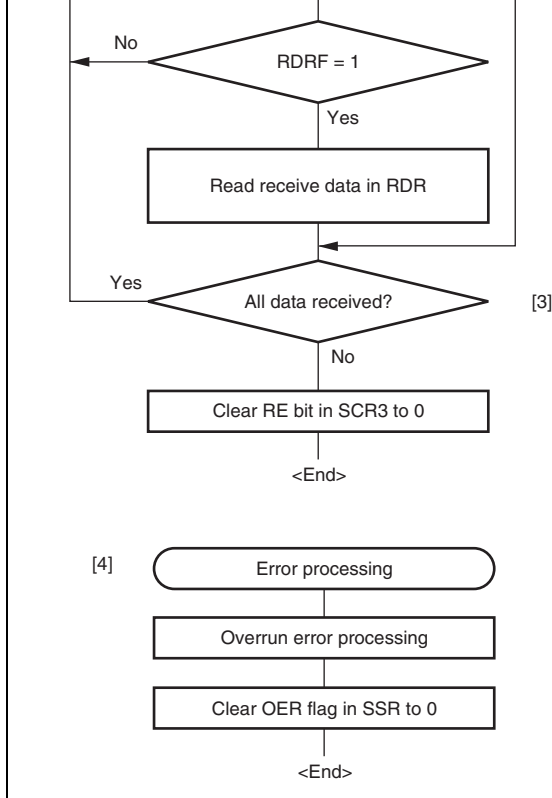 No
RDRF = 1
Yes
Read receive data in RDR
Yes
All data received?
[3]
No
Clear RE bit in SCR3 to 0
<End>
[4]
Error processing
Overrun error processing
Clear OER flag in SSR to 0
<End>